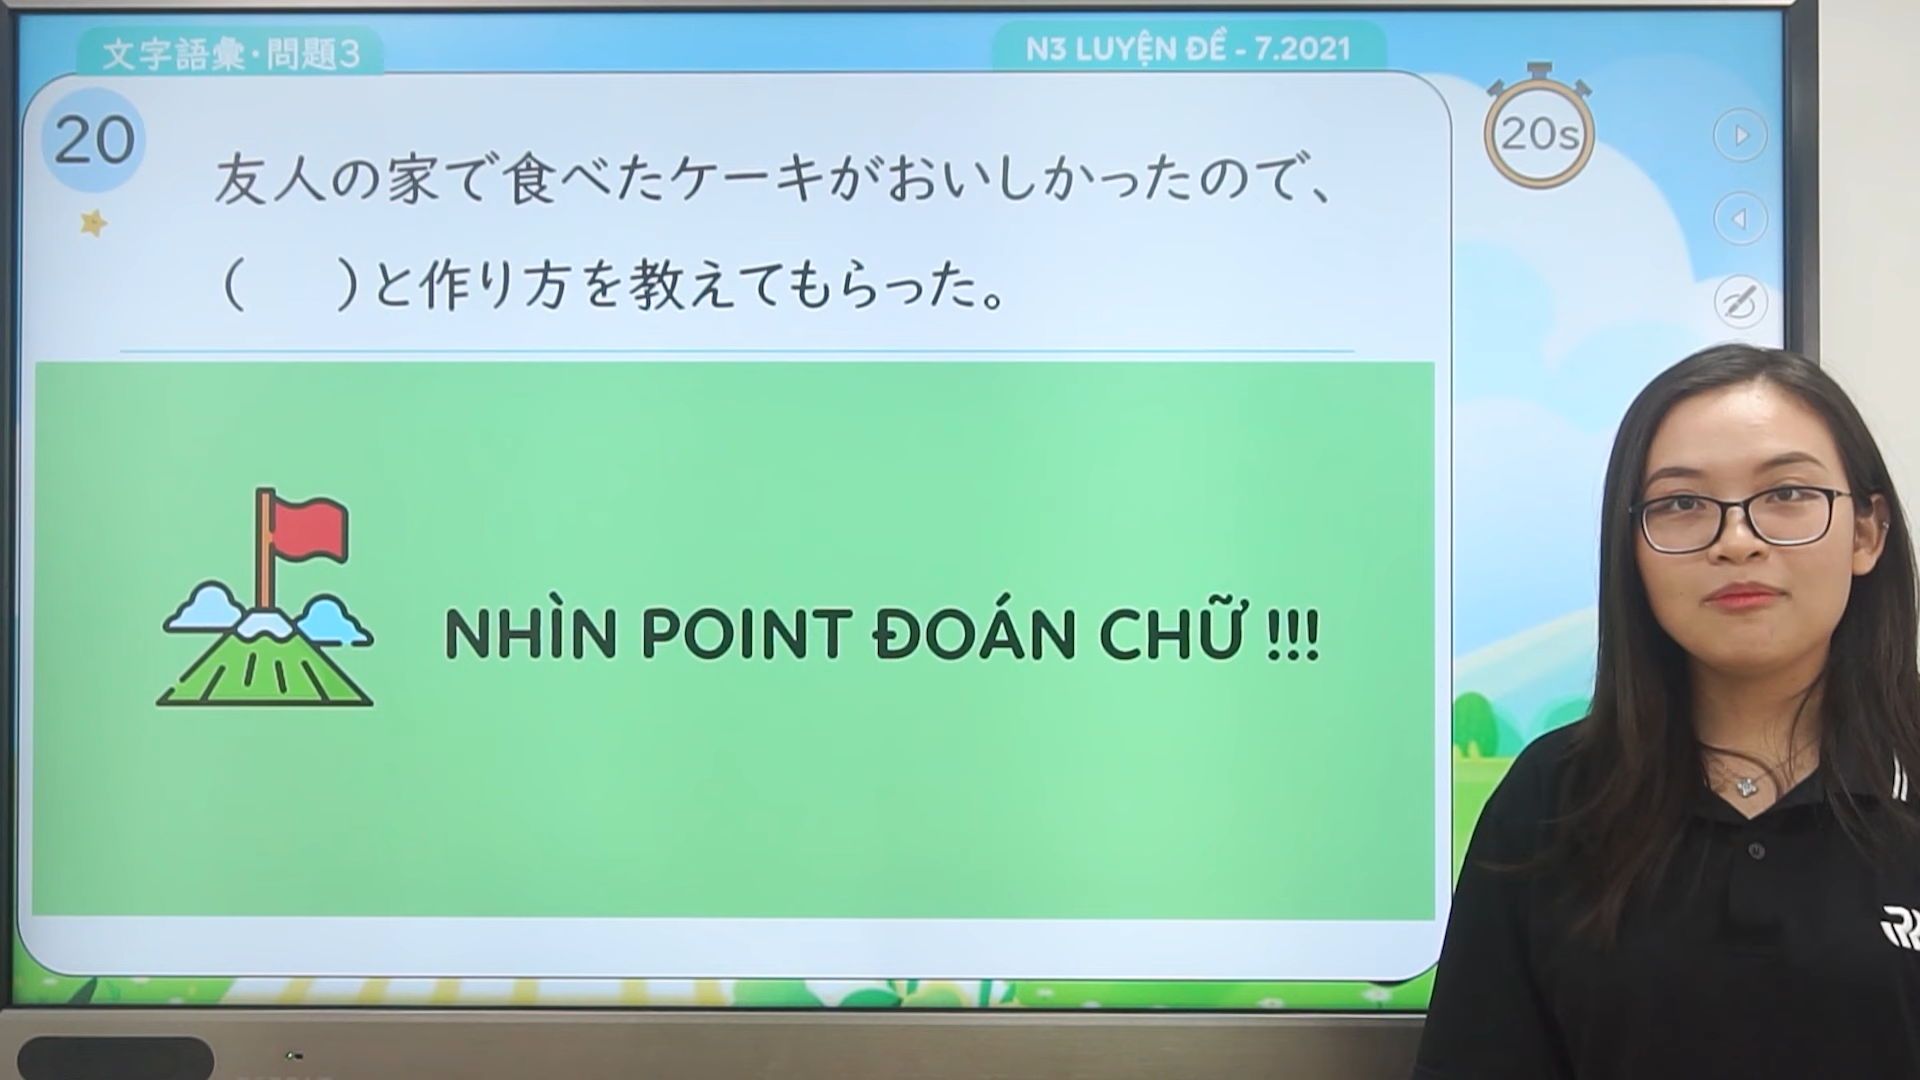 文字語彙・問題3
N3 LUYỆN ĐỀ - 7.2021
20
20s
友人の家で食べたケーキがおいしかったので、
(　　)と作り方を教えてもらった。
NHÌN POINT ĐOÁN CHỮ !!!